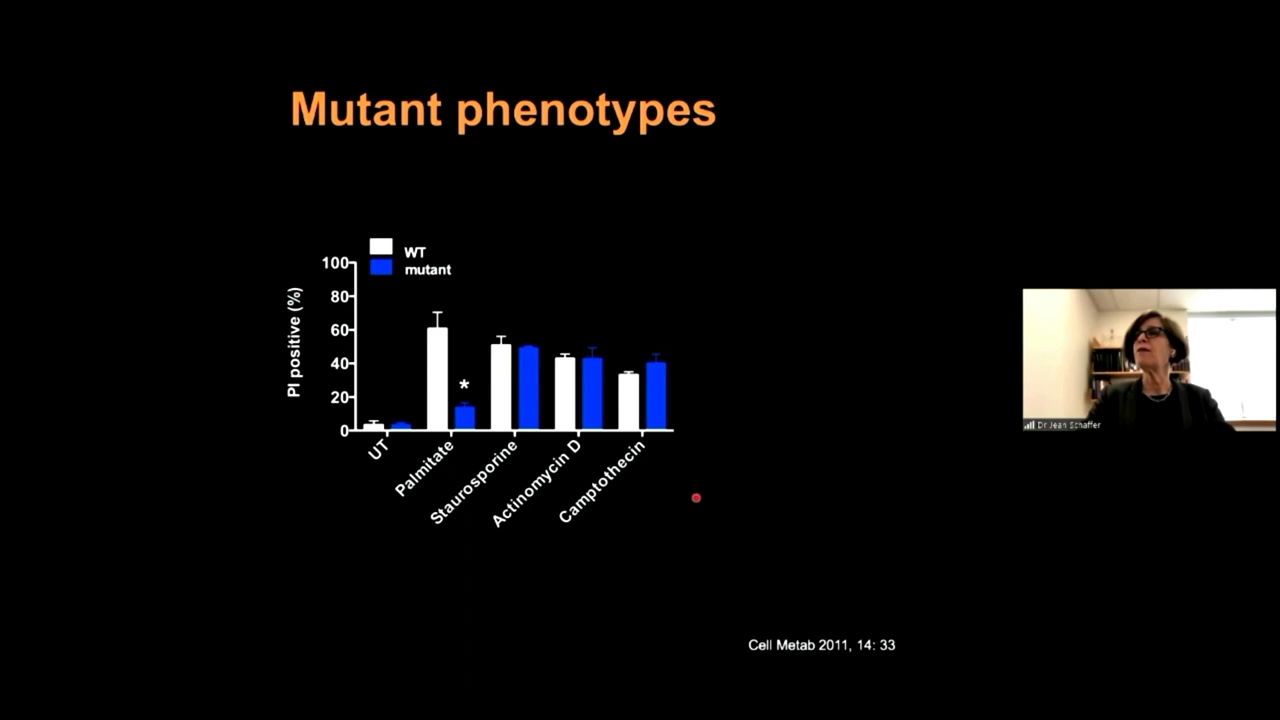 Mutant phenotypes
WT
mutant
100
80
60
40
20
0
PI positive (%)
*
UT
Palmitate
Staurosporine
Actinomycin D
Camptothecin
Dr Jean Schaffer
Cell Metab 2011, 14: 33